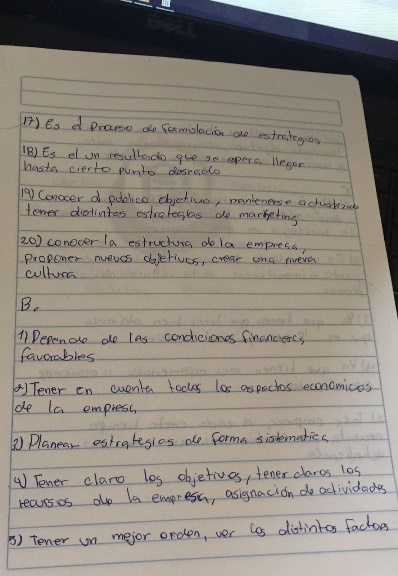 DELL
17) Es el proceso de formulación de estrategias
18) Es el un resultado que se espera llegar
hasta cierto punto deseado
19) Conocer el público objetivo, mantenerse actualizado
tener distintas estrategias de marketing
20) conocer la estructura de la empresa,
proponer nuevos objetivos, crear una nueva
cultura
B.
1) Depende de las condiciones financieras
favorables
2) Tener en cuenta todos los aspectos económicos
de la empresa
3) Planear estrategias de forma sistematica
4) Tener claro los objetivos, tener claros los
recursos de la empresa, asignación de actividades
5) Tener un mejor orden, ver los distintos factores